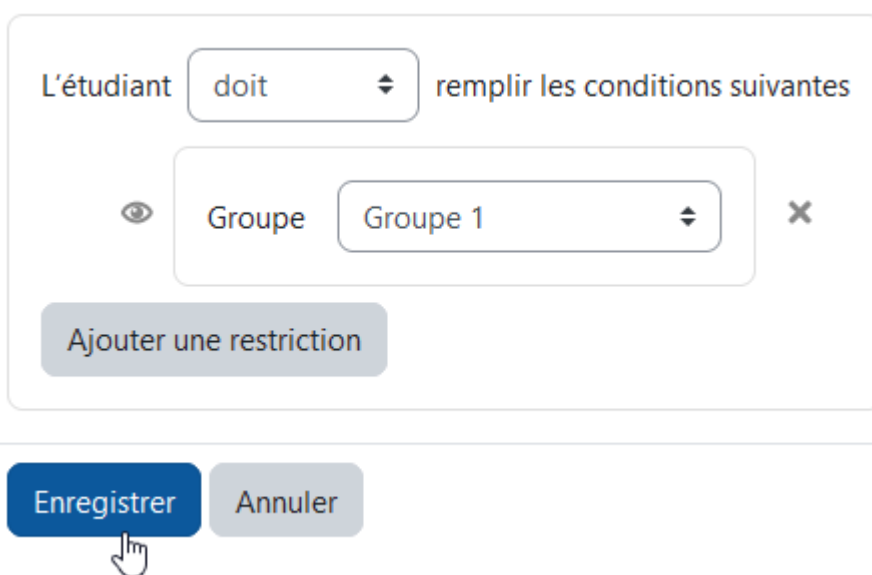 L'étudiant doit remplir les conditions suivantes
Groupe Groupe 1
Ajouter une restriction
Enregistrer Annuler